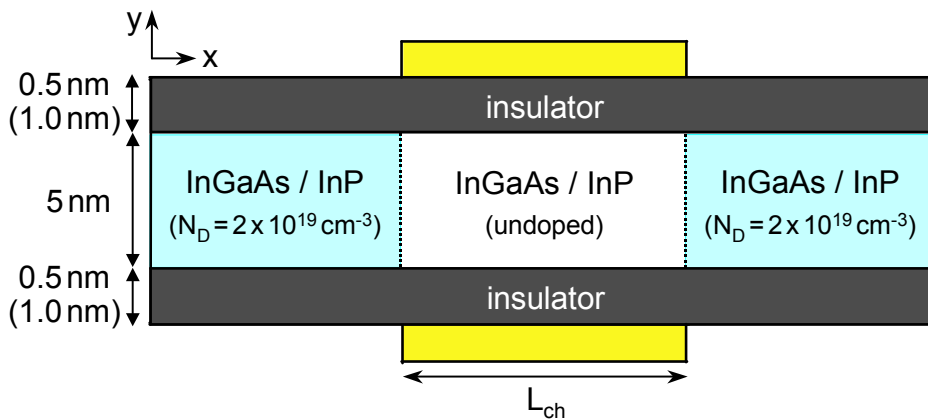 y
x
0.5 nm
(1.0 nm)
insulator
5 nm
InGaAs / InP
(N_D = 2 x 10^19 cm^-3)
InGaAs / InP
(undoped)
InGaAs / InP
(N_D = 2 x 10^19 cm^-3)
0.5 nm
(1.0 nm)
insulator
L_ch